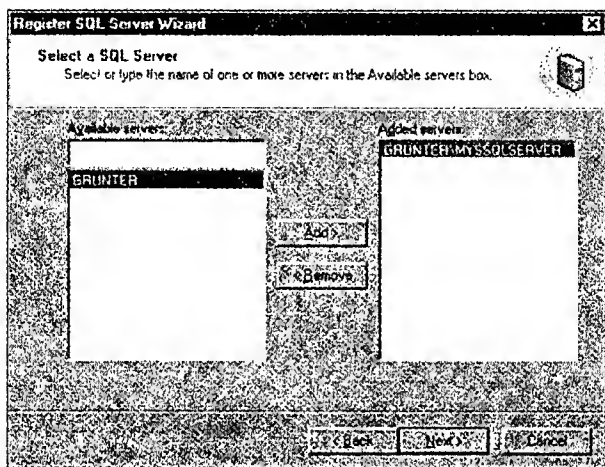 Register SQL Server Wizard
Select a SQL Server
Select or type the name of one or more servers in the Available servers box.
Available servers:
Added servers:
GRUNTER
GRUNTER\MYSSQLSERVER
Add >
< Remove
< Back
Next >
Cancel